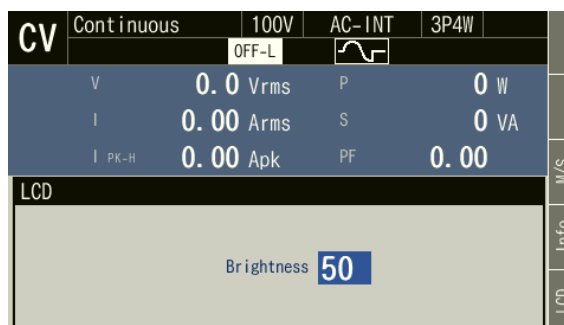 CV
Continuous 100V AC-INT 3P4W
OFF-L
V 0.0 Vrms P 0 W
I 0.00 Arms S 0 VA
I PK-H 0.00 Apk PF 0.00
LCD
Brightness 50
M/S
Info
LCD